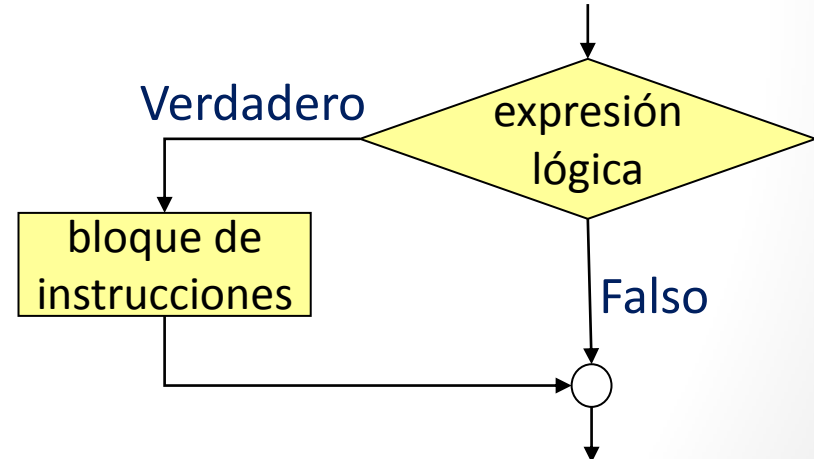 Verdadero
expresión
lógica
bloque de
instrucciones
Falso